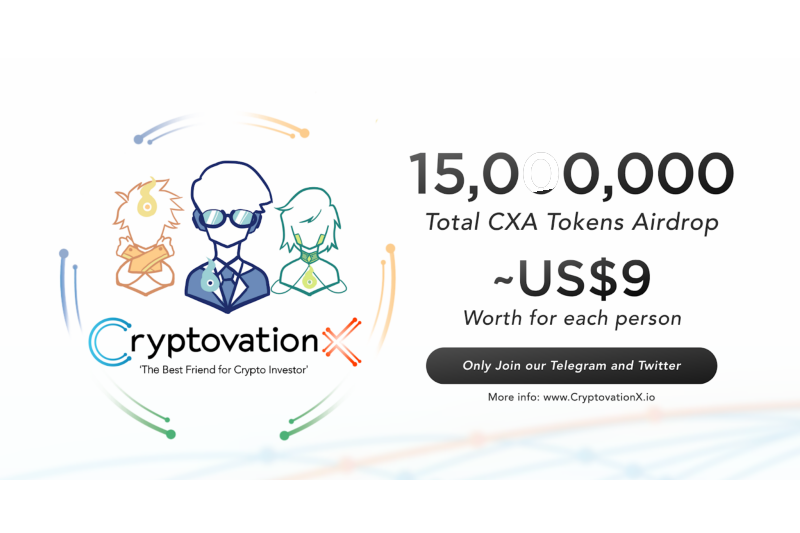 CryptovationX
'The Best Friend for Crypto Investor'
15,000,000
Total CXA Tokens Airdrop
~US$9
Worth for each person
Only Join our Telegram and Twitter
More info: www.CryptovationX.io